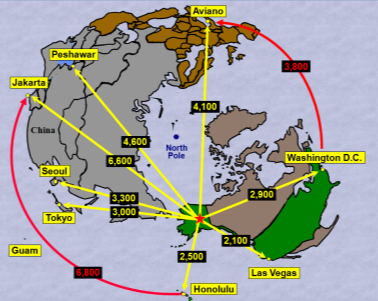 Aviano
Peshawar
3,800
Jakarta
4,100
China
4,600
North
Pole
6,600
Washington D.C.
Seoul
2,900
3,300
Tokyo
3,000
2,100
Guam
2,500
6,800
Las Vegas
Honolulu